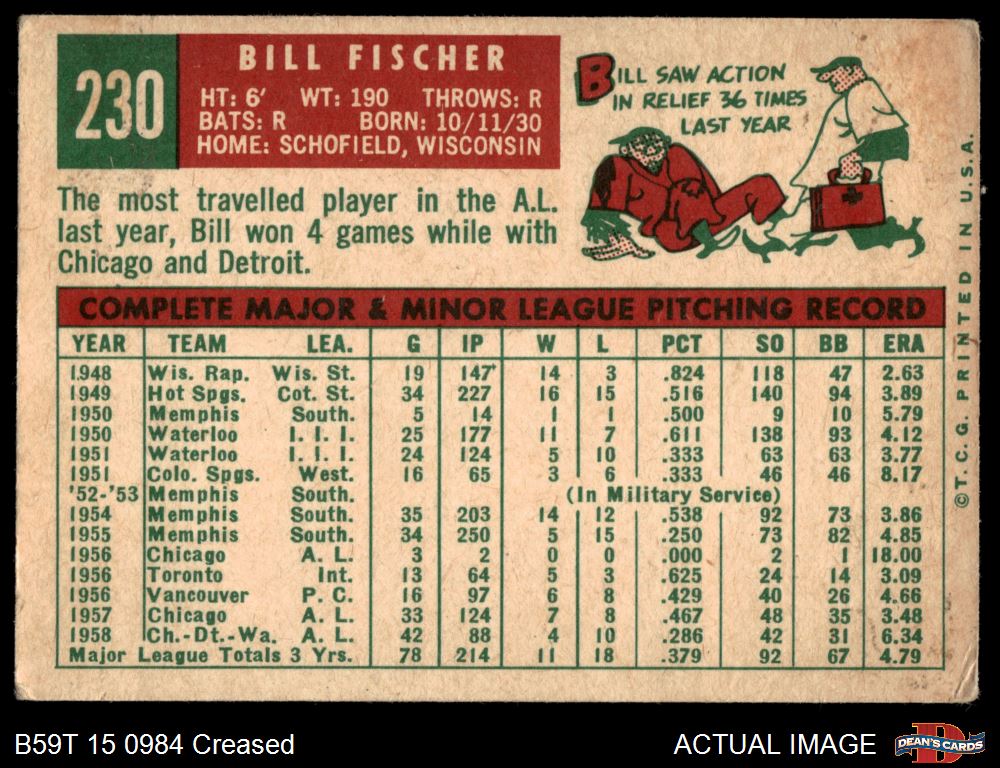 230
BILL FISCHER
HT: 6' WT: 190 THROWS: R
BATS: R BORN: 10/11/30
HOME: SCHOFIELD, WISCONSIN
BILL SAW ACTION
IN RELIEF 36 TIMES
LAST YEAR
The most travelled player in the A.L.
last year, Bill won 4 games while with
Chicago and Detroit.
COMPLETE MAJOR & MINOR LEAGUE PITCHING RECORD
YEAR TEAM LEA. G IP W L PCT SO BB ERA
1948 Wis. Rap. Wis. St. 19 147* 14 3 .824 118 47 2.63
1949 Hot Spgs. Cot. St. 34 227 16 15 .516 140 94 3.89
1950 Memphis South. 5 14 1 1 .500 9 10 5.79
1950 Waterloo I. I. I. 25 177 11 7 .611 138 93 4.12
1951 Waterloo I. I. I. 24 124 5 10 .333 63 63 3.77
1951 Colo. Spgs. West. 16 65 3 6 .333 46 46 8.17
'52-'53 Memphis South. (In Military Service)
1954 Memphis South. 35 203 14 12 .538 92 73 3.86
1955 Memphis South. 34 250 5 15 .250 73 82 4.85
1956 Chicago A. L. 3 2 0 0 .000 2 1 18.00
1956 Toronto Int. 13 64 5 3 .625 24 14 3.09
1956 Vancouver P. C. 16 97 6 8 .429 40 26 4.66
1957 Chicago A. L. 33 124 7 8 .467 48 35 3.48
1958 Ch.-Dt.-Wa. A. L. 42 88 4 10 .286 42 31 6.34
Major League Totals 3 Yrs. 78 214 11 18 .379 92 67 4.79
©T. C. G. PRINTED IN U.S.A.
B59T 15 0984 Creased
ACTUAL IMAGE
D
DEAN'S CARDS